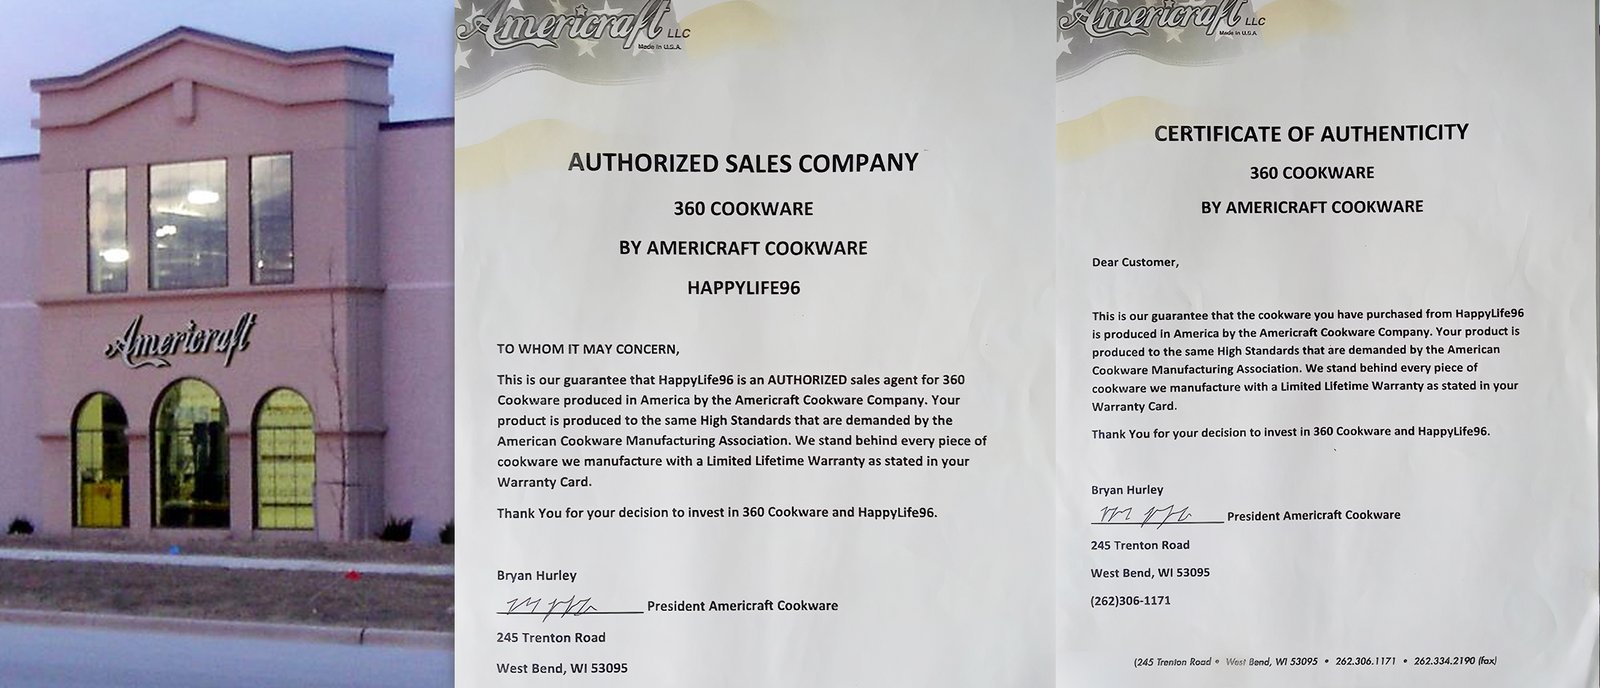 Americraft
Americraft LLC
Made in U.S.A.
AUTHORIZED SALES COMPANY
360 COOKWARE
BY AMERICRAFT COOKWARE
HAPPYLIFE96
TO WHOM IT MAY CONCERN,
This is our guarantee that HappyLife96 is an AUTHORIZED sales agent for 360
Cookware produced in America by the Americraft Cookware Company. Your
product is produced to the same High Standards that are demanded by the
American Cookware Manufacturing Association. We stand behind every piece of
cookware we manufacture with a Limited Lifetime Warranty as stated in your
Warranty Card.
Thank You for your decision to invest in 360 Cookware and HappyLife96.
Bryan Hurley
President Americraft Cookware
245 Trenton Road
West Bend, WI 53095
Americraft LLC
Made in U.S.A.
CERTIFICATE OF AUTHENTICITY
360 COOKWARE
BY AMERICRAFT COOKWARE
Dear Customer,
This is our guarantee that the cookware you have purchased from HappyLife96
is produced in America by the Americraft Cookware Company. Your product is
produced to the same High Standards that are demanded by the American
Cookware Manufacturing Association. We stand behind every piece of
cookware we manufacture with a Limited Lifetime Warranty as stated in your
Warranty Card.
Thank You for your decision to invest in 360 Cookware and HappyLife96.
Bryan Hurley
President Americraft Cookware
245 Trenton Road
West Bend, WI 53095
(262)306-1171
(245 Trenton Road • West Bend, WI 53095 • 262.306.1171 • 262.334.2190 (fax)